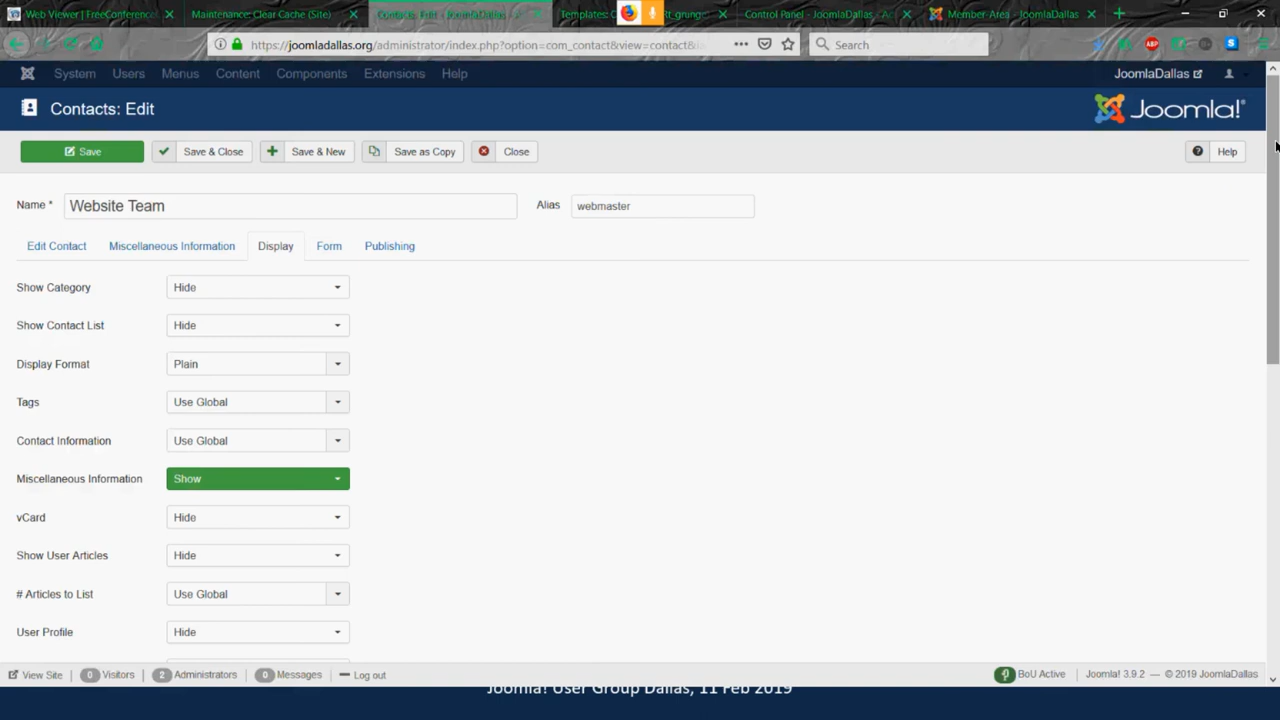 Web Viewer | FreeConference
Maintenance: Clear Cache (Site)
Contacts: Edit - JoomlaDallas
Templates: C
rt_grung
Control Panel - JoomlaDallas - Ac
Member Area - JoomlaDallas
https://joomladallas.org/administrator/index.php?option=com_contact&view=contact&
Search
ABP
System
Users
Menus
Content
Components
Extensions
Help
JoomlaDallas
Contacts: Edit
Joomla!®
Save
Save & Close
Save & New
Save as Copy
Close
Help
Name *
Website Team
Alias
webmaster
Edit Contact
Miscellaneous Information
Display
Form
Publishing
Show Category
Hide
Show Contact List
Hide
Display Format
Plain
Tags
Use Global
Contact Information
Use Global
Miscellaneous Information
Show
vCard
Hide
Show User Articles
Hide
# Articles to List
Use Global
User Profile
Hide
View Site
0 Visitors
2 Administrators
0 Messages
Log out
BoU Active
Joomla! 3.9.2 — © 2019 JoomlaDallas
Joomla! User Group Dallas, 11 Feb 2019